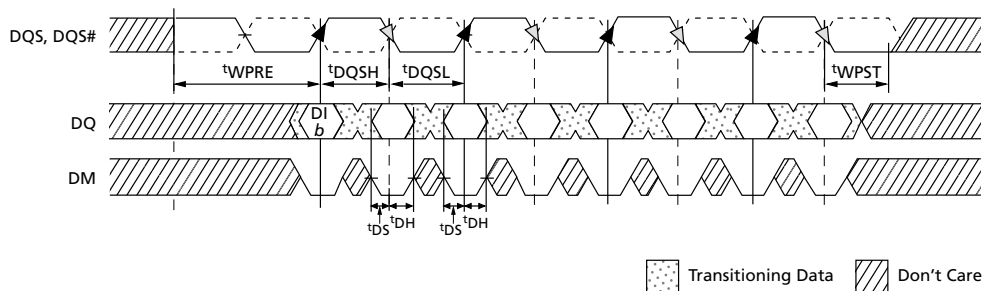 DQS, DQS#
tWPRE
tDQSH
tDQSL
tWPST
DQ
DI
b
DM
tDS
tDH
tDS
tDH
Transitioning Data
Don't Care